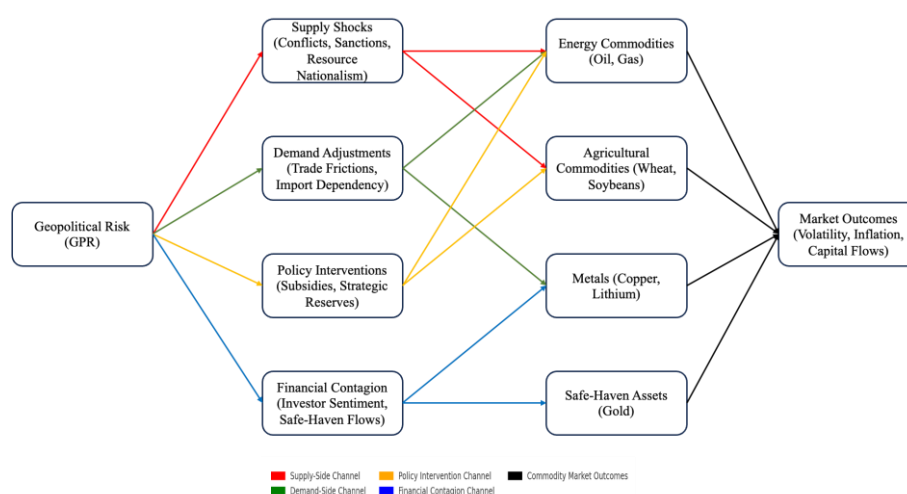 Supply Shocks
(Conflicts, Sanctions,
Resource
Nationalism)
Energy Commodities
(Oil, Gas)
Demand Adjustments
(Trade Frictions,
Import Dependency)
Agricultural
Commodities (Wheat,
Soybeans)
Geopolitical Risk
(GPR)
Market Outcomes
(Volatility, Inflation,
Capital Flows)
Policy Interventions
(Subsidies, Strategic
Reserves)
Metals (Copper,
Lithium)
Financial Contagion
(Investor Sentiment,
Safe-Haven Flows)
Safe-Haven Assets
(Gold)
Supply-Side Channel
Policy Intervention Channel
Commodity Market Outcomes
Demand-Side Channel
Financial Contagion Channel